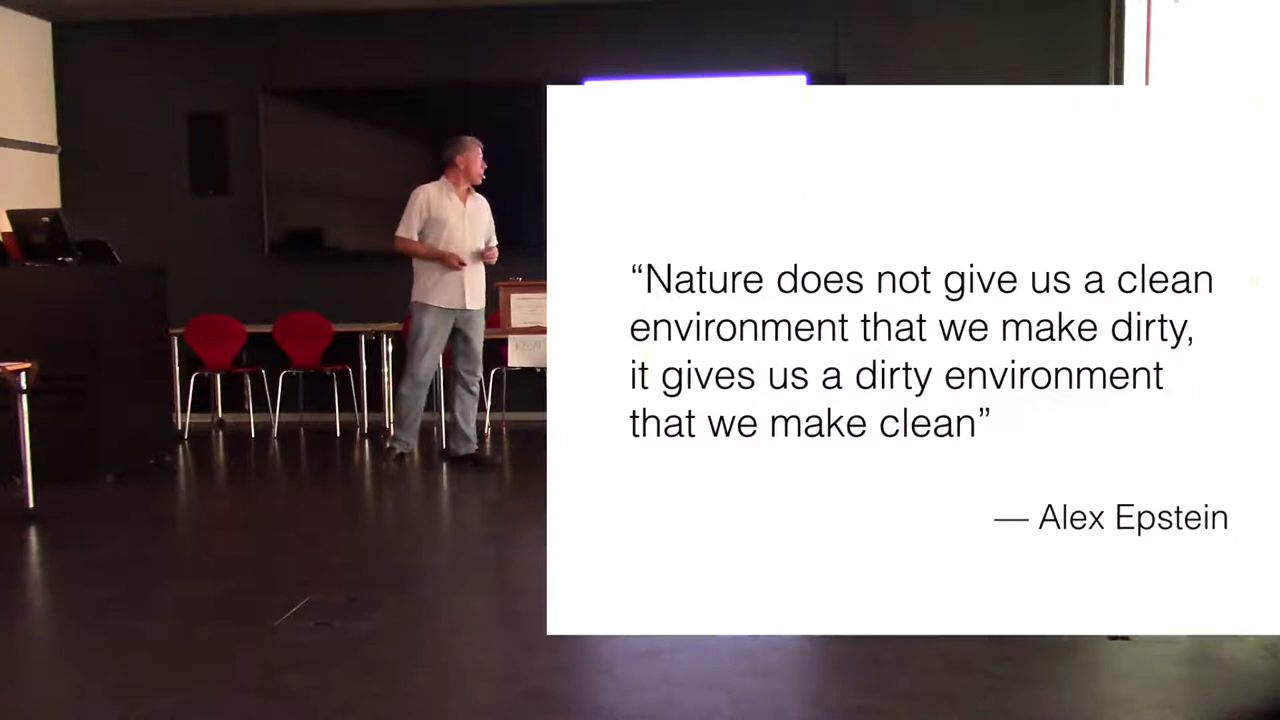 “Nature does not give us a clean
environment that we make dirty,
it gives us a dirty environment
that we make clean”
— Alex Epstein